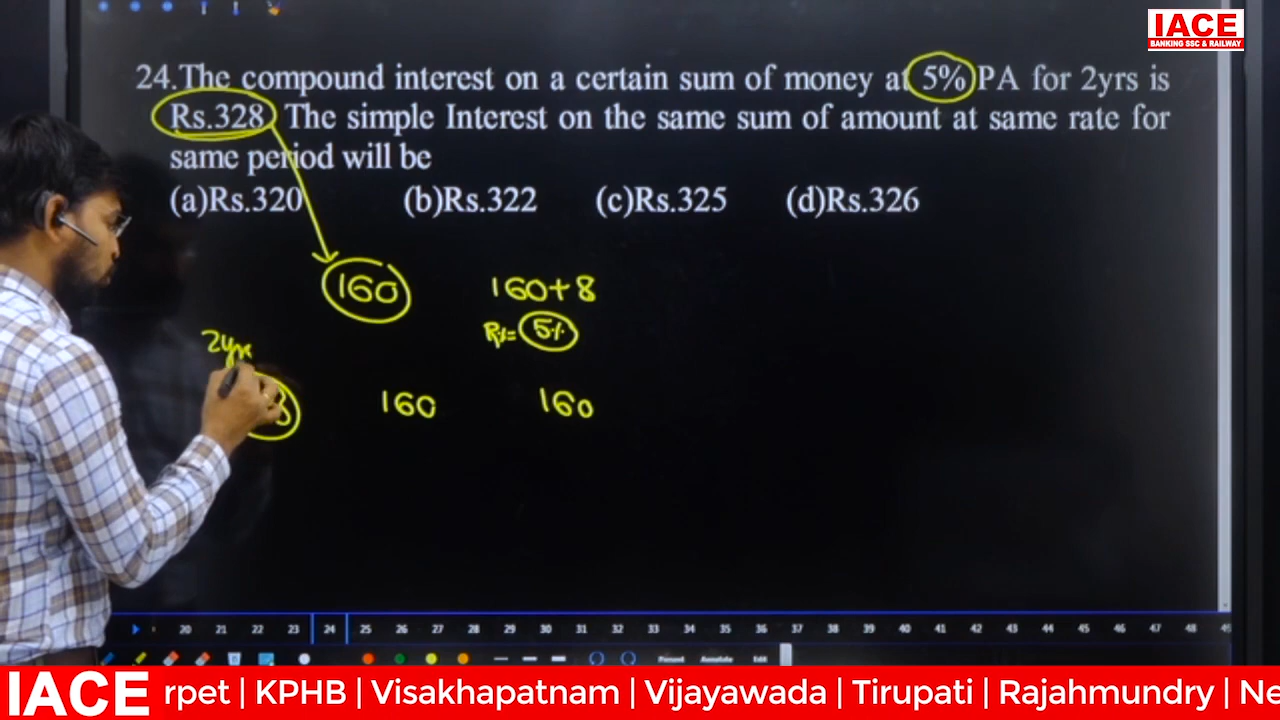 IACE
BANKING SSC & RAILWAY
24.The compound interest on a certain sum of money at 5% PA for 2yrs is
Rs.328 The simple Interest on the same sum of amount at same rate for
same period will be
(a)Rs.320 (b)Rs.322 (c)Rs.325 (d)Rs.326
160 160+8
R%= 5%
2yrs
160 160
20 21 22 23 24 25 26 27 28 29 30 31 32 33 34 35 36 37 38 39 40 41 42 43 44 45 46 47 48 49
Present Annotate Edit
IACE rpet | KPHB | Visakhapatnam | Vijayawada | Tirupati | Rajahmundry | Ne